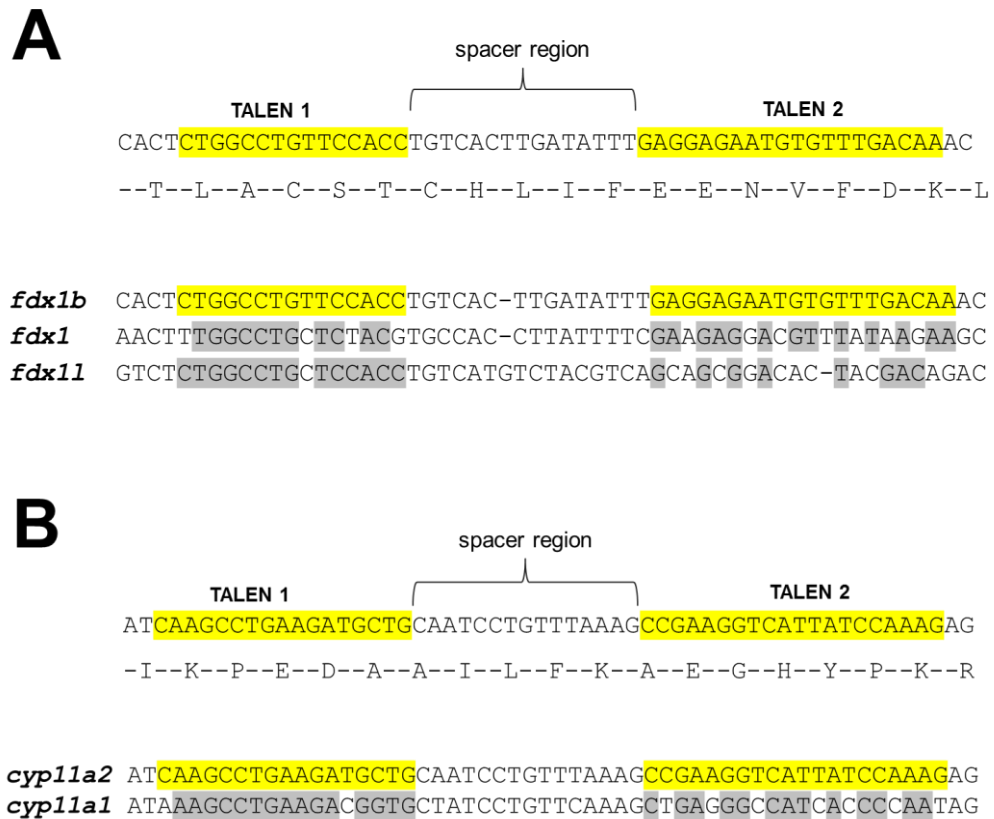 A
spacer region
TALEN 1 TALEN 2
CACTCTGGCCTGTTCCACCTGTCACTTGATATTTGAGGAGAATGTGTTTGACAAAC
--T--L--A--C--S--T--C--H--L--I--F--E--E--N--V--F--D--K--L
fdx1b CACTCTGGCCTGTTCCACCTGTCAC-TTGATATTTGAGGAGAATGTGTTTGACAAAC
fdx1 AACTTTGGCCTGCTCTACGTGCCAC-CTTATTTTCGAAGAGGACGTTTATAAGAAGC
fdx1l GTCTCTGGCCTGCTCCACCTGTCATGTCTACGTCAGCAGCGGACAC-TACGACAGAC
B
spacer region
TALEN 1 TALEN 2
ATCAAGCCTGAAGATGCTGCAATCCTGTTTAAAGCCGAAGGTCATTATCCAAAGAG
-I--K--P--E--D--A--A--I--L--F--K--A--E--G--H--Y--P--K--R
cyp11a2 ATCAAGCCTGAAGATGCTGCAATCCTGTTTAAAGCCGAAGGTCATTATCCAAAGAG
cyp11a1 ATAAAGCCTGAAGACGGTGCTATCCTGTTCAAAGCTGAGGGCCATCACCCCAATAG